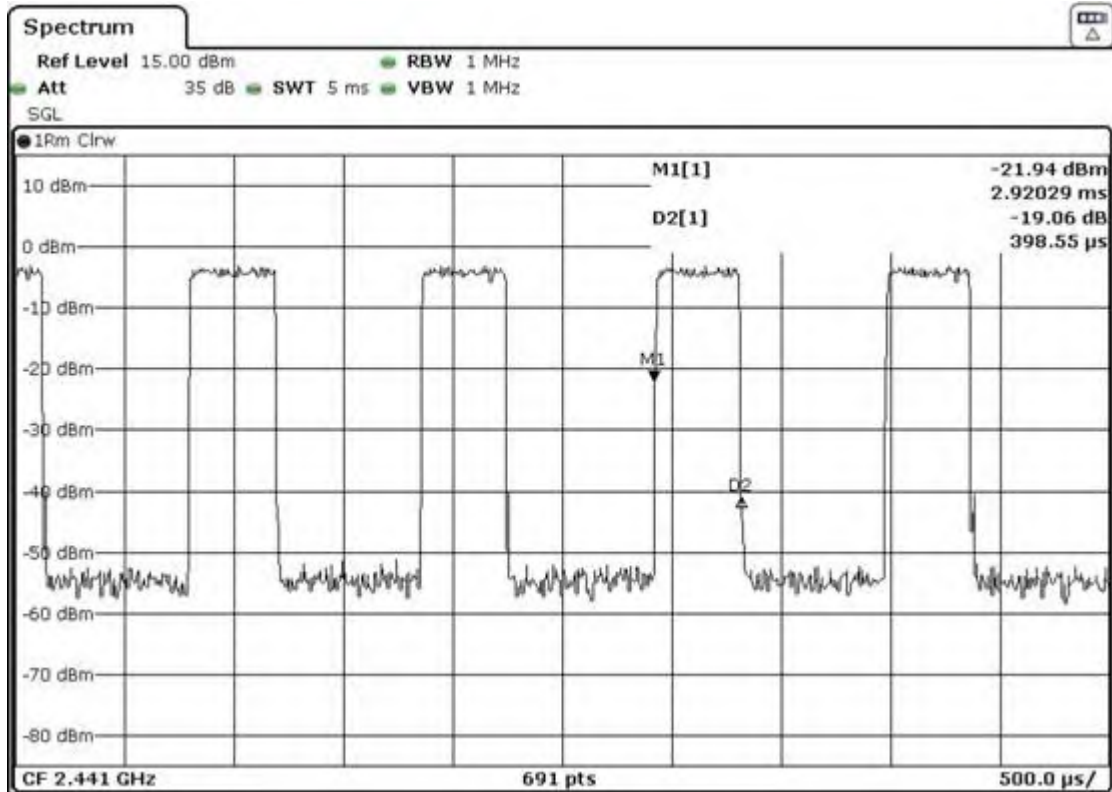 Spectrum
Ref Level 15.00 dBm RBW 1 MHz
Att 35 dB SWT 5 ms VBW 1 MHz
SGL
1Rm Clrw
M1[1] -21.94 dBm
2.92029 ms
D2[1] -19.06 dB
398.55 µs
10 dBm
0 dBm
-10 dBm
M1
-20 dBm
-30 dBm
D2
-40 dBm
-50 dBm
-60 dBm
-70 dBm
-80 dBm
CF 2.441 GHz 691 pts 500.0 µs/